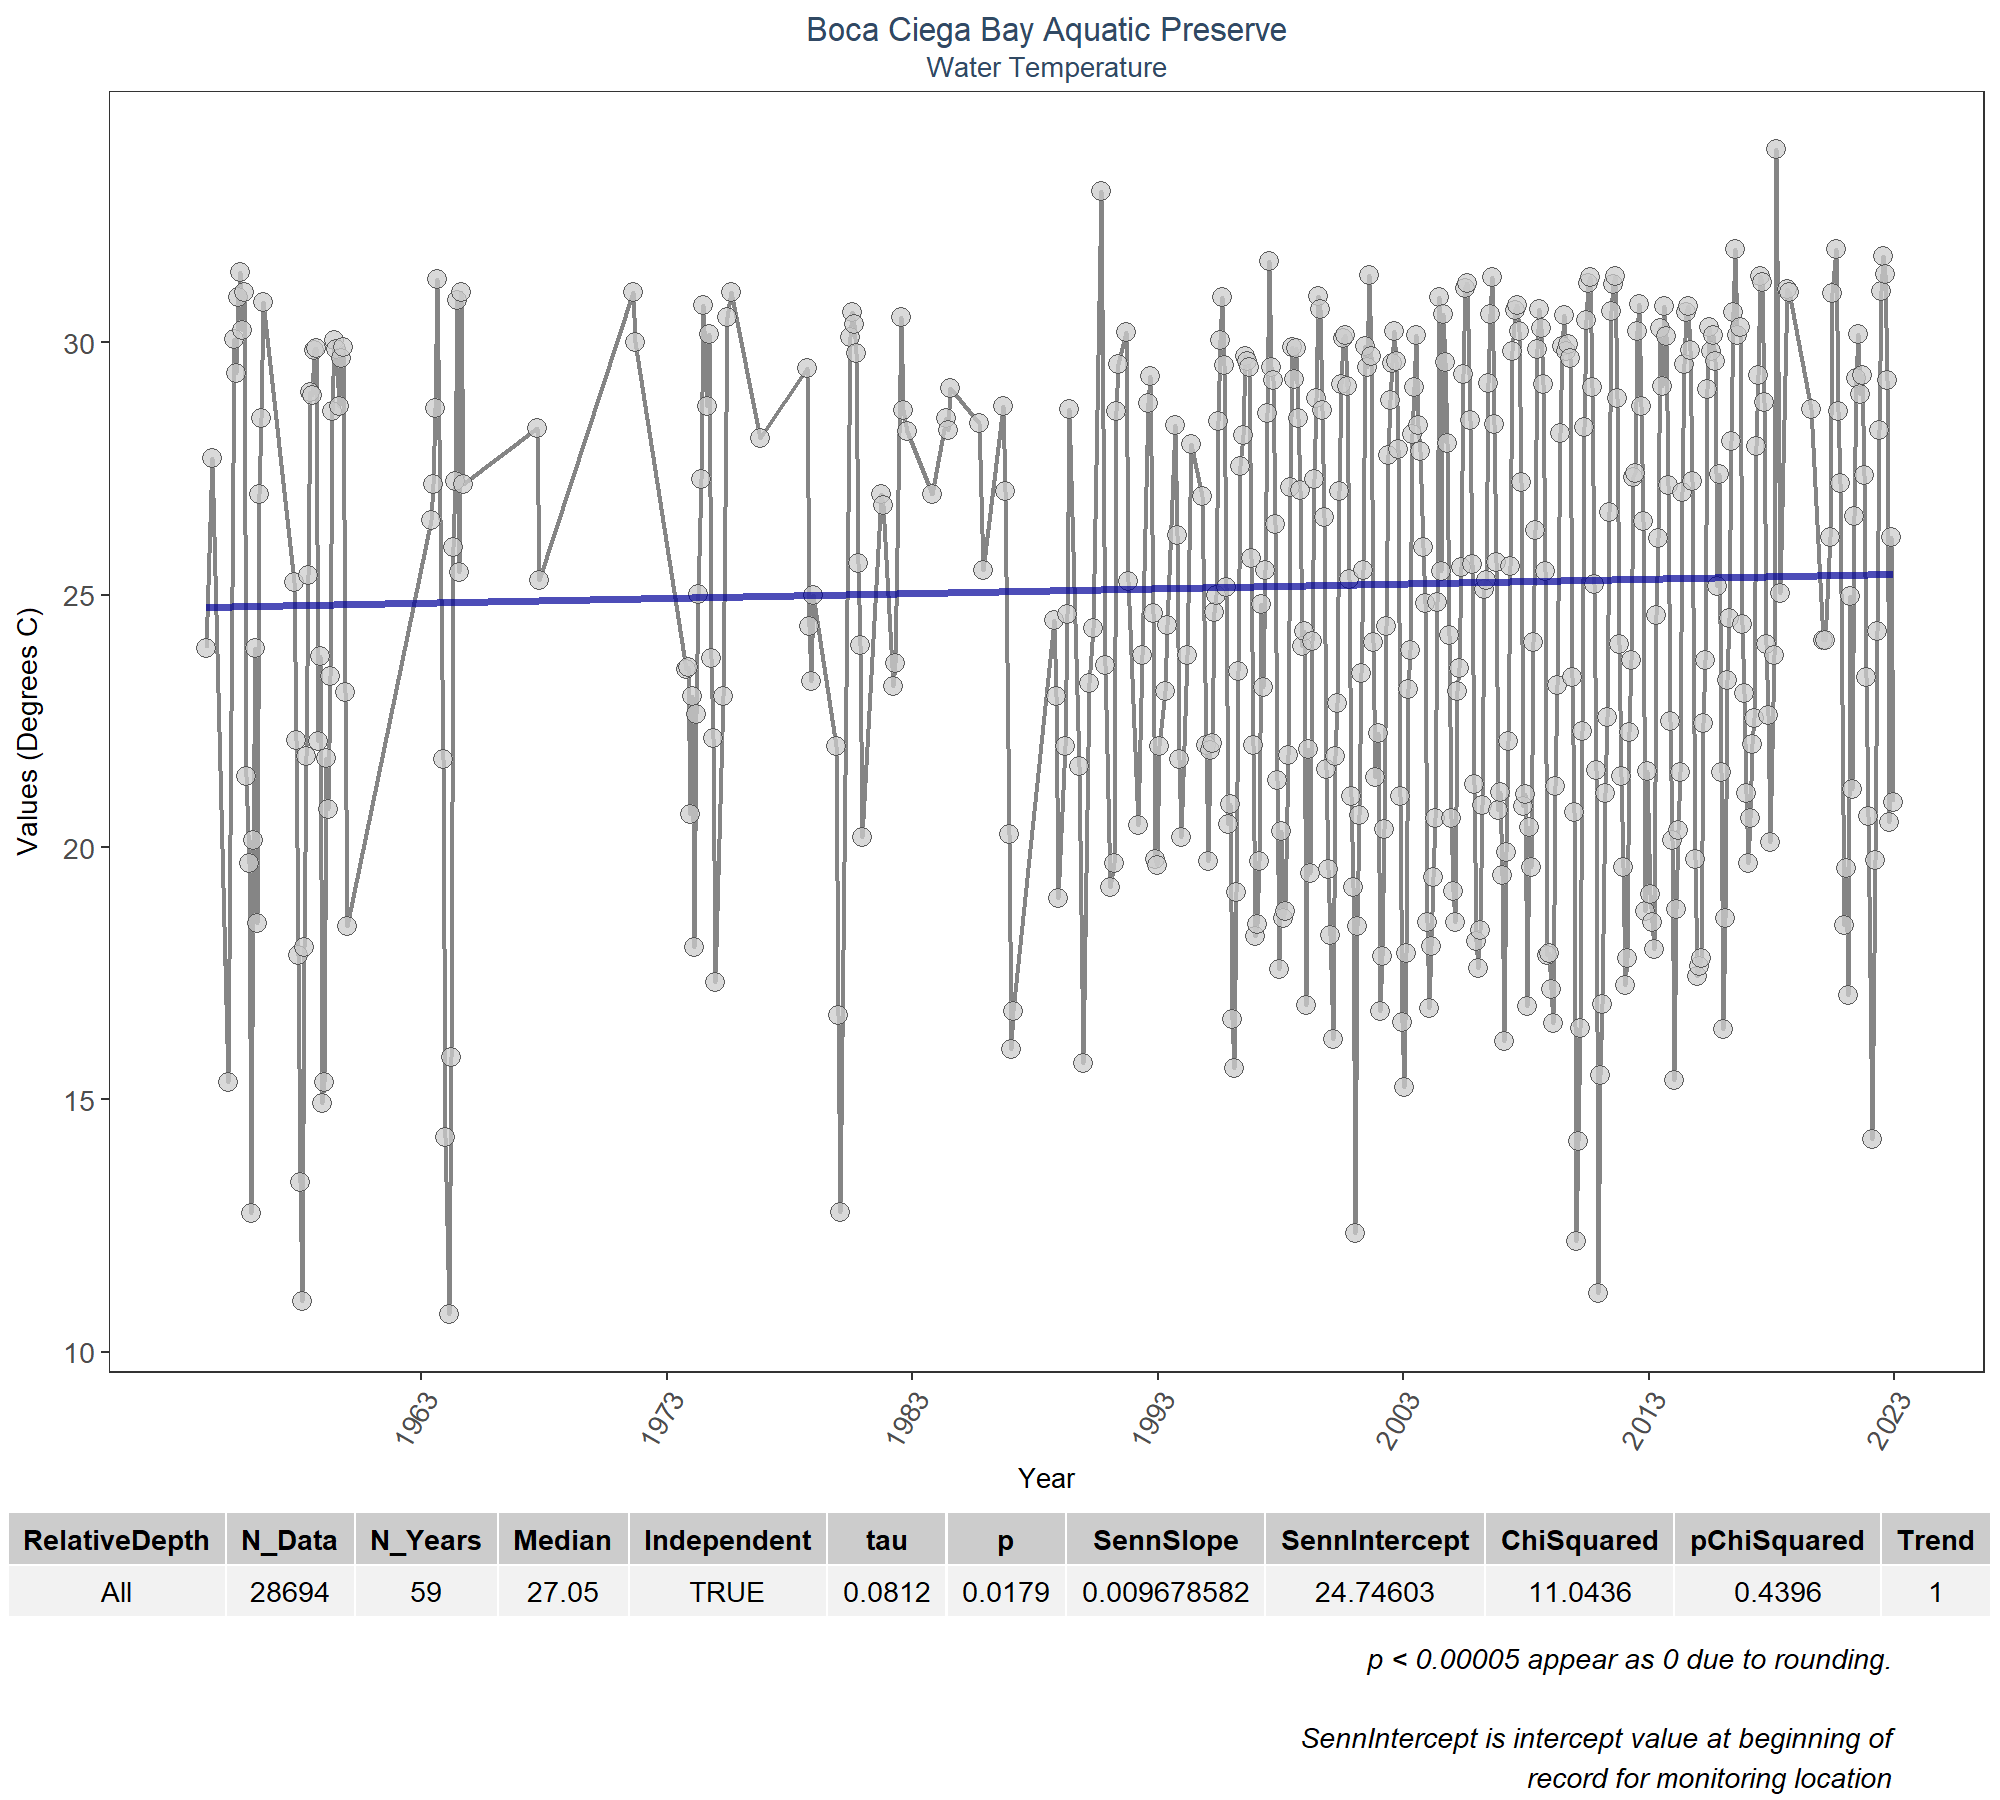 Boca Ciega Bay Aquatic Preserve
Water Temperature
Values (Degrees C)
30
25
20
15
10
1963
1973
1983
1993
2003
2013
2023
Year
RelativeDepth N_Data N_Years Median Independent tau p SennSlope SennIntercept ChiSquared pChiSquared Trend
All 28694 59 27.05 TRUE 0.0812 0.0179 0.009678582 24.74603 11.0436 0.4396 1
p < 0.00005 appear as 0 due to rounding.
SennIntercept is intercept value at beginning of
record for monitoring location